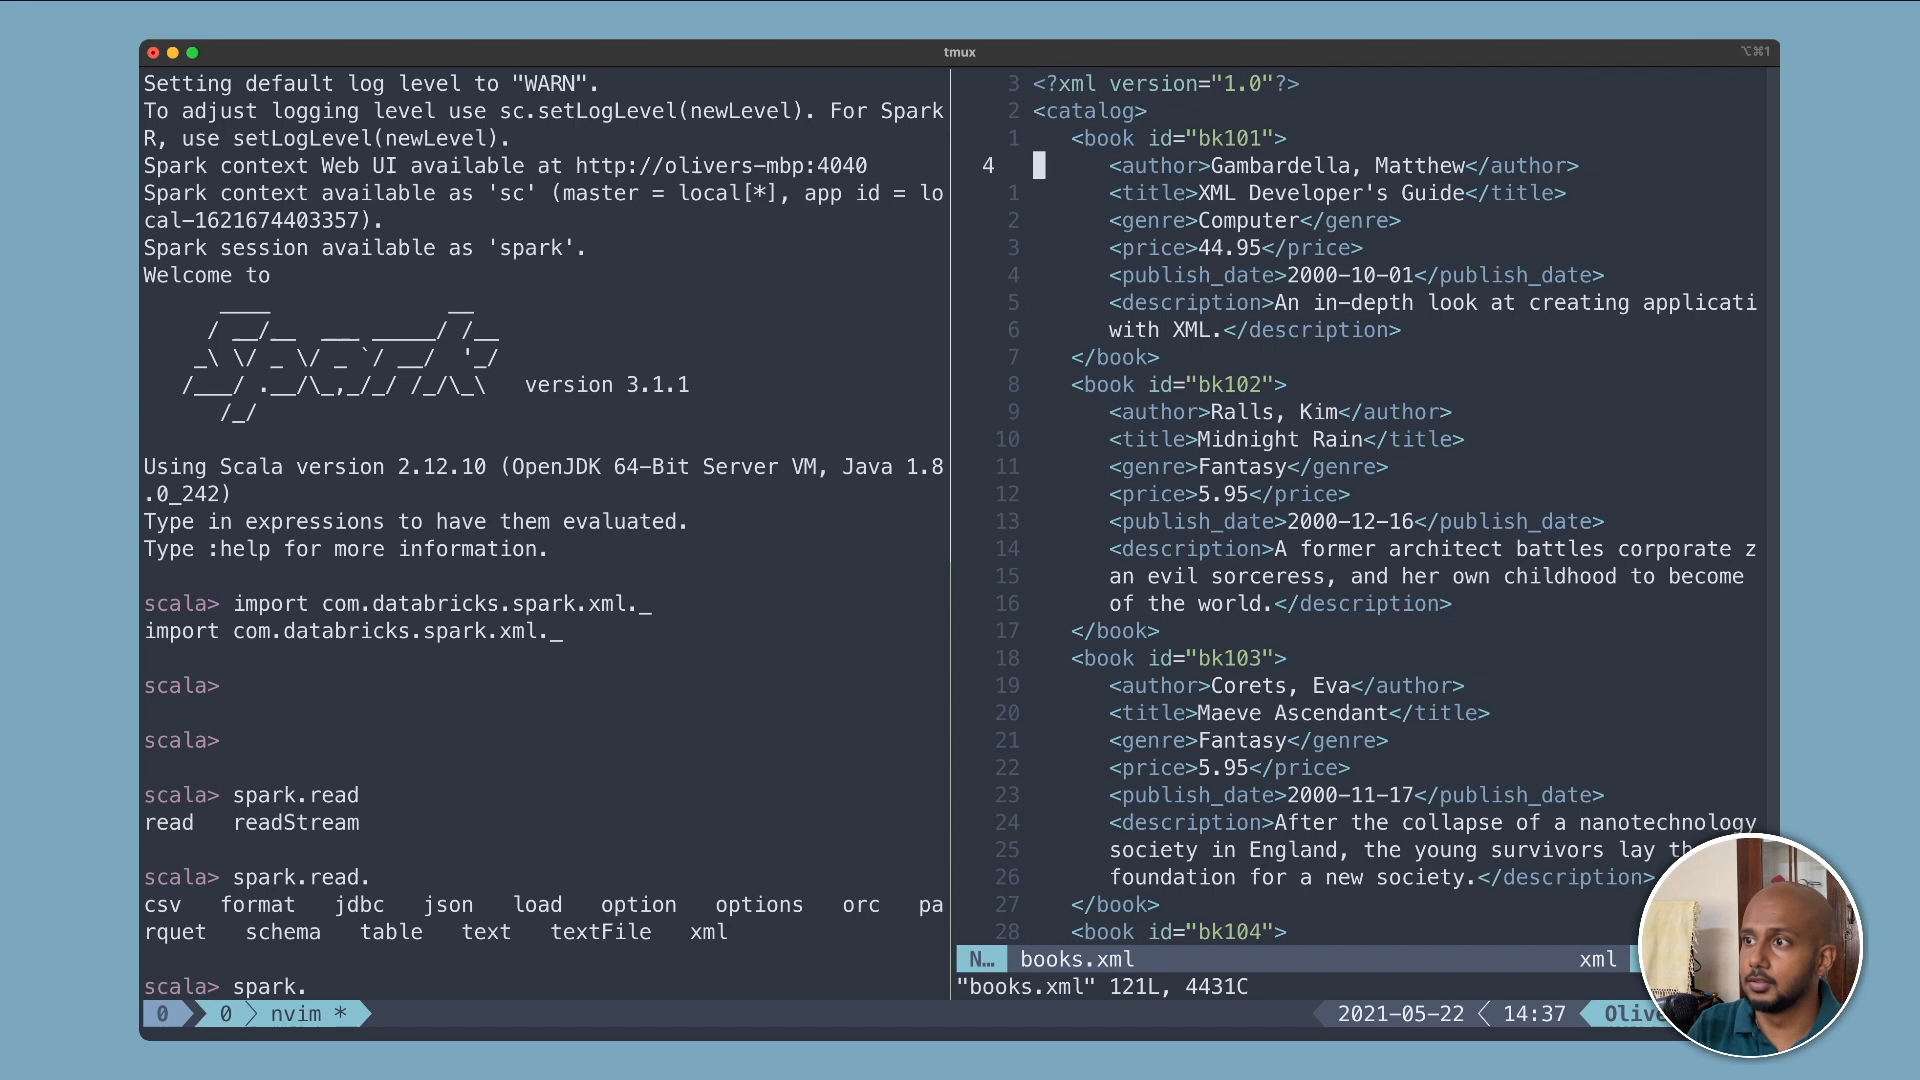 tmux
⌥⌘1
Setting default log level to "WARN".
To adjust logging level use sc.setLogLevel(newLevel). For Spark
R, use setLogLevel(newLevel).
Spark context Web UI available at http://olivers-mbp:4040
Spark context available as 'sc' (master = local[*], app id = lo
cal-1621674403357).
Spark session available as 'spark'.
Welcome to
      ____              __
     / __/__  ___ _____/ /__
    _\ \/ _ \/ _ `/ __/  '_/
   /___/ .__/\_,_/_/ /_/\_\   version 3.1.1
      /_/
Using Scala version 2.12.10 (OpenJDK 64-Bit Server VM, Java 1.8
.0_242)
Type in expressions to have them evaluated.
Type :help for more information.
scala> import com.databricks.spark.xml._
import com.databricks.spark.xml._
scala>
scala>
scala> spark.read
read   readStream
scala> spark.read.
csv   format   jdbc   json   load   option   options   orc   pa
rquet   schema   table   text   textFile   xml
scala> spark.
3 <?xml version="1.0"?>
2 <catalog>
1    <book id="bk101">
4       <author>Gambardella, Matthew</author>
1       <title>XML Developer's Guide</title>
2       <genre>Computer</genre>
3       <price>44.95</price>
4       <publish_date>2000-10-01</publish_date>
5       <description>An in-depth look at creating applicati
6       with XML.</description>
7    </book>
8    <book id="bk102">
9       <author>Ralls, Kim</author>
10       <title>Midnight Rain</title>
11       <genre>Fantasy</genre>
12       <price>5.95</price>
13       <publish_date>2000-12-16</publish_date>
14       <description>A former architect battles corporate z
15       an evil sorceress, and her own childhood to become
16       of the world.</description>
17    </book>
18    <book id="bk103">
19       <author>Corets, Eva</author>
20       <title>Maeve Ascendant</title>
21       <genre>Fantasy</genre>
22       <price>5.95</price>
23       <publish_date>2000-11-17</publish_date>
24       <description>After the collapse of a nanotechnology
25       society in England, the young survivors lay th
26       foundation for a new society.</description>
27    </book>
28    <book id="bk104">
N… books.xml xml
"books.xml" 121L, 4431C
0 0 nvim * 2021-05-22 14:37 Olive